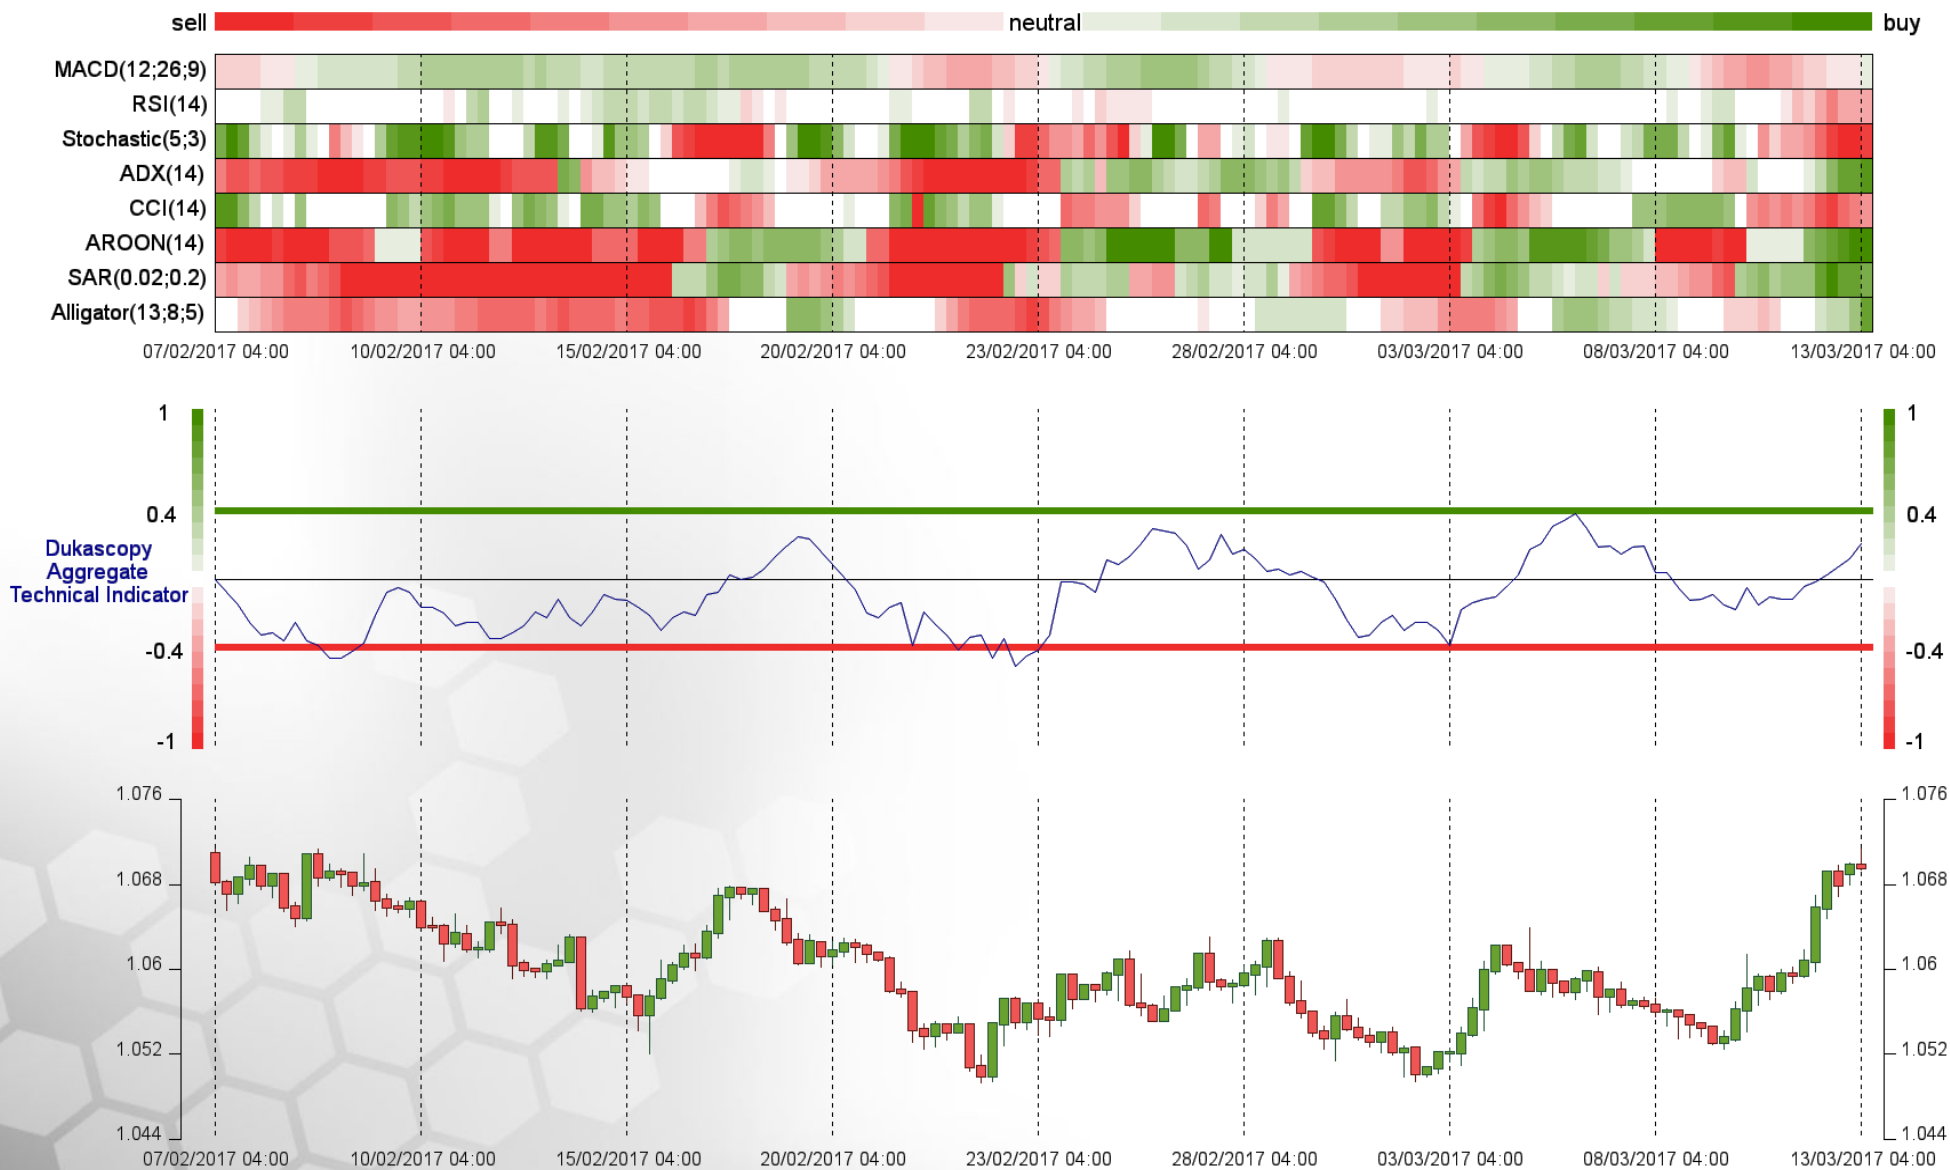 sell neutral buy
MACD(12;26;9)
RSI(14)
Stochastic(5;3)
ADX(14)
CCI(14)
AROON(14)
SAR(0.02;0.2)
Alligator(13;8;5)
07/02/2017 04:00 10/02/2017 04:00 15/02/2017 04:00 20/02/2017 04:00 23/02/2017 04:00 28/02/2017 04:00 03/03/2017 04:00 08/03/2017 04:00 13/03/2017 04:00
1 1
0.4 0.4
Dukascopy
Aggregate
Technical Indicator
-0.4 -0.4
-1 -1
1.076 1.076
1.068 1.068
1.06 1.06
1.052 1.052
1.044 1.044
07/02/2017 04:00 10/02/2017 04:00 15/02/2017 04:00 20/02/2017 04:00 23/02/2017 04:00 28/02/2017 04:00 03/03/2017 04:00 08/03/2017 04:00 13/03/2017 04:00